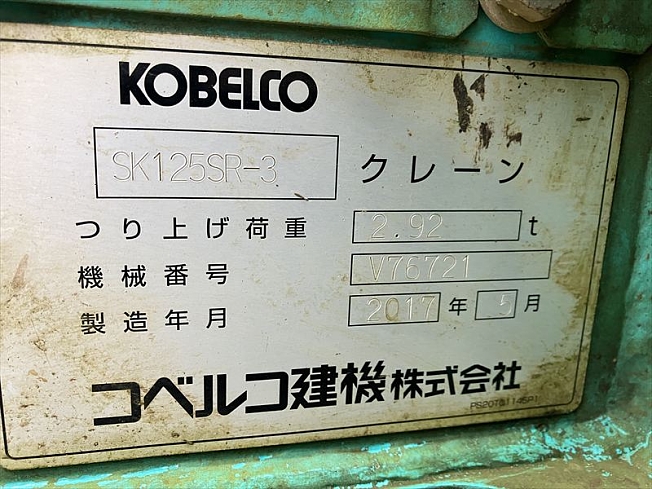 KOBELCO
SK125SR-3 クレーン
つり上げ荷重 2.92 t
機械番号 V76721
製造年月 2017 年 5 月
コベルコ建機株式会社